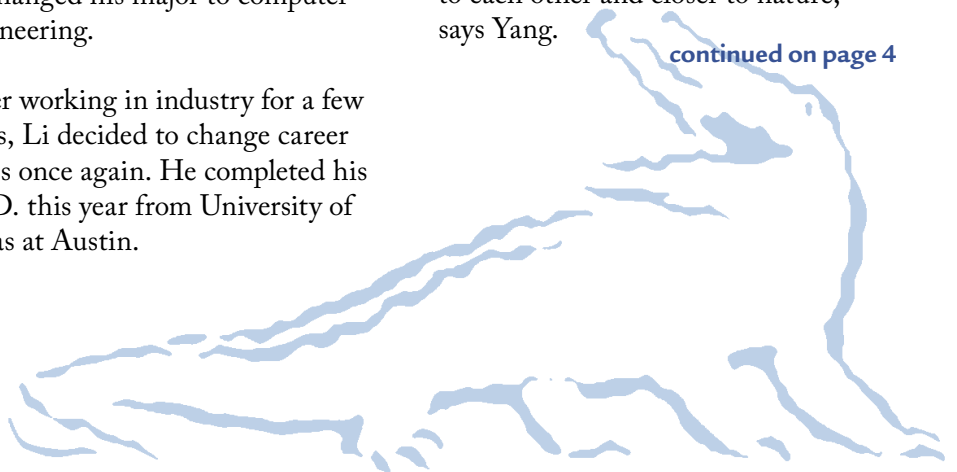 hanged his major to computer
neering.
er working in industry for a few
s, Li decided to change career
s once again. He completed his
D. this year from University of
as at Austin.
to each other and closer to nature,"
says Yang.
continued on page 4